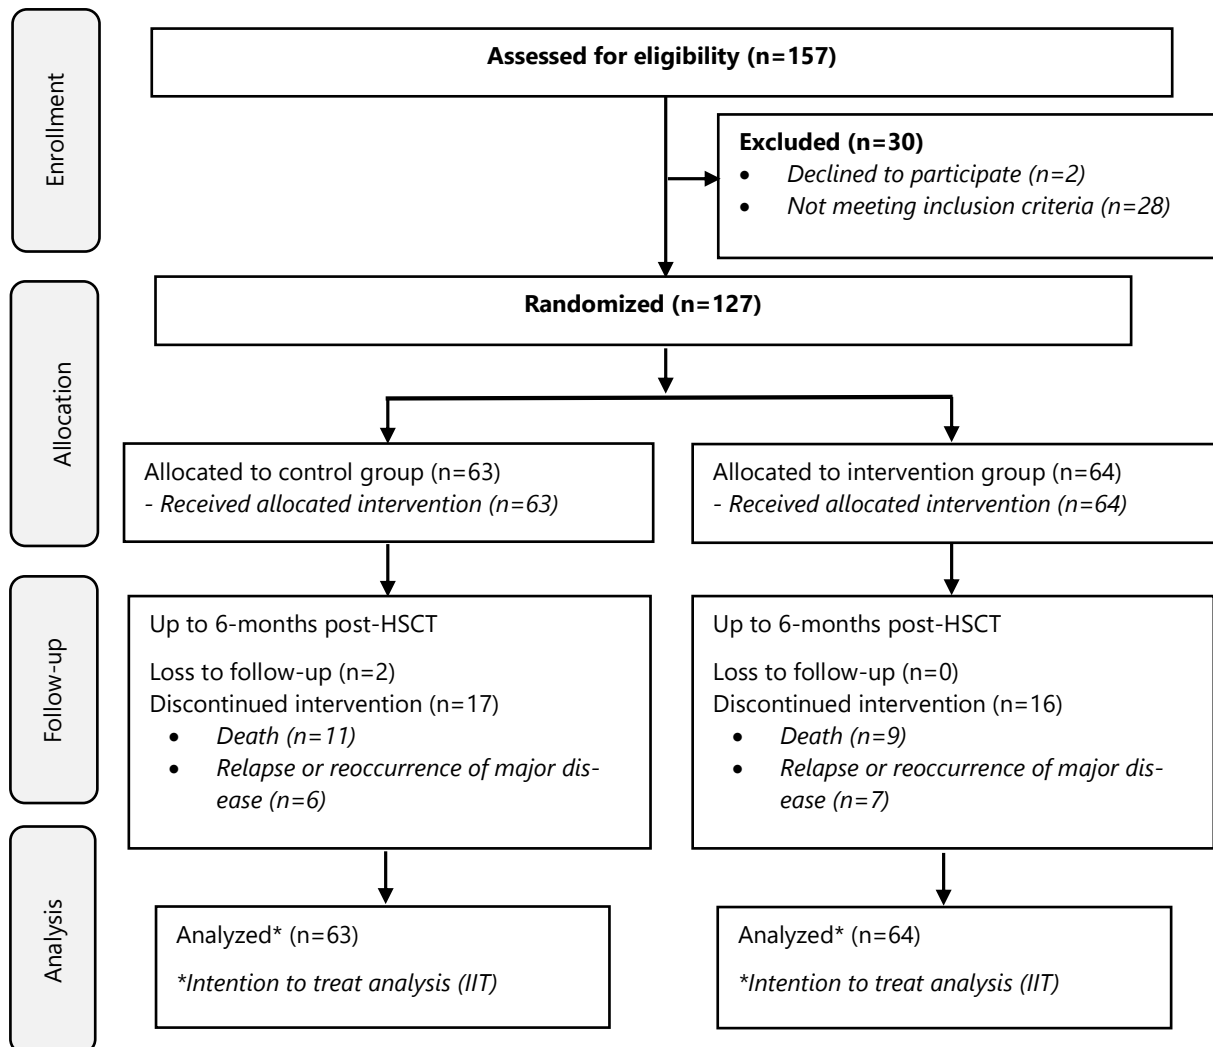 Enrollment
Assessed for eligibility (n=157)
Excluded (n=30)
• Declined to participate (n=2)
• Not meeting inclusion criteria (n=28)
Allocation
Randomized (n=127)
Allocated to control group (n=63)
- Received allocated intervention (n=63)
Allocated to intervention group (n=64)
- Received allocated intervention (n=64)
Follow-up
Up to 6-months post-HSCT
Loss to follow-up (n=2)
Discontinued intervention (n=17)
• Death (n=11)
• Relapse or reoccurrence of major dis-
ease (n=6)
Up to 6-months post-HSCT
Loss to follow-up (n=0)
Discontinued intervention (n=16)
• Death (n=9)
• Relapse or reoccurrence of major dis-
ease (n=7)
Analysis
Analyzed* (n=63)
*Intention to treat analysis (IIT)
Analyzed* (n=64)
*Intention to treat analysis (IIT)